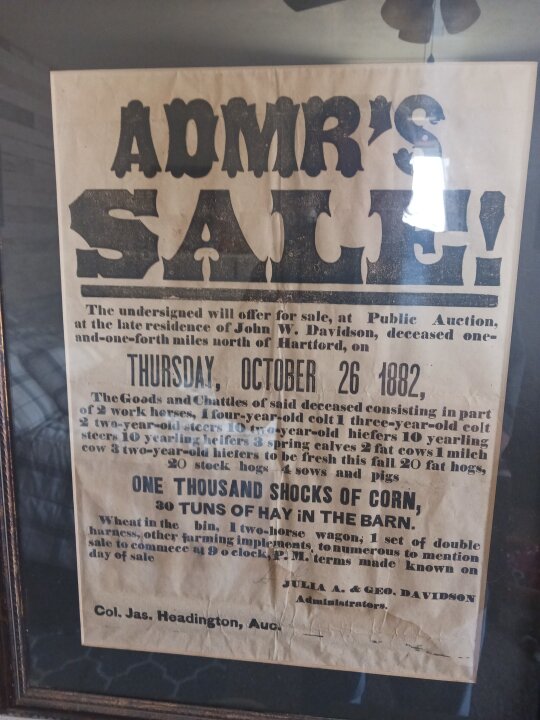 ADMR'S
SALE!
The undersigned will offer for sale, at Public Auction,
at the late residence of John W. Davidson, deceased one-
and-one-forth miles north of Hartford, on
THURSDAY, OCTOBER 26 1882,
The Goods and Chattles of said deceased consisting in part
of 2 work horses, 1 four-year-old colt 1 three-year-old colt
2 two-year-old steers 10 two-year-old hiefers 10 yearling
steers 10 yearling heifers 3 spring calves 2 fat cows 1 milch
cow 3 two-year-old hiefers to be fresh this fall 20 fat hogs,
20 stock hogs 4 sows and pigs
ONE THOUSAND SHOCKS OF CORN,
30 TUNS OF HAY iN THE BARN.
Wheat in the bin, 1 two-horse wagon, 1 set of double
harness, other farming implements, to numerous to mention
sale to commece at 9 o clock, P. M. terms made known on
day of sale
JULIA A. & GEO. DAVIDSON
Administrators.
Col. Jas. Headington, Auc.